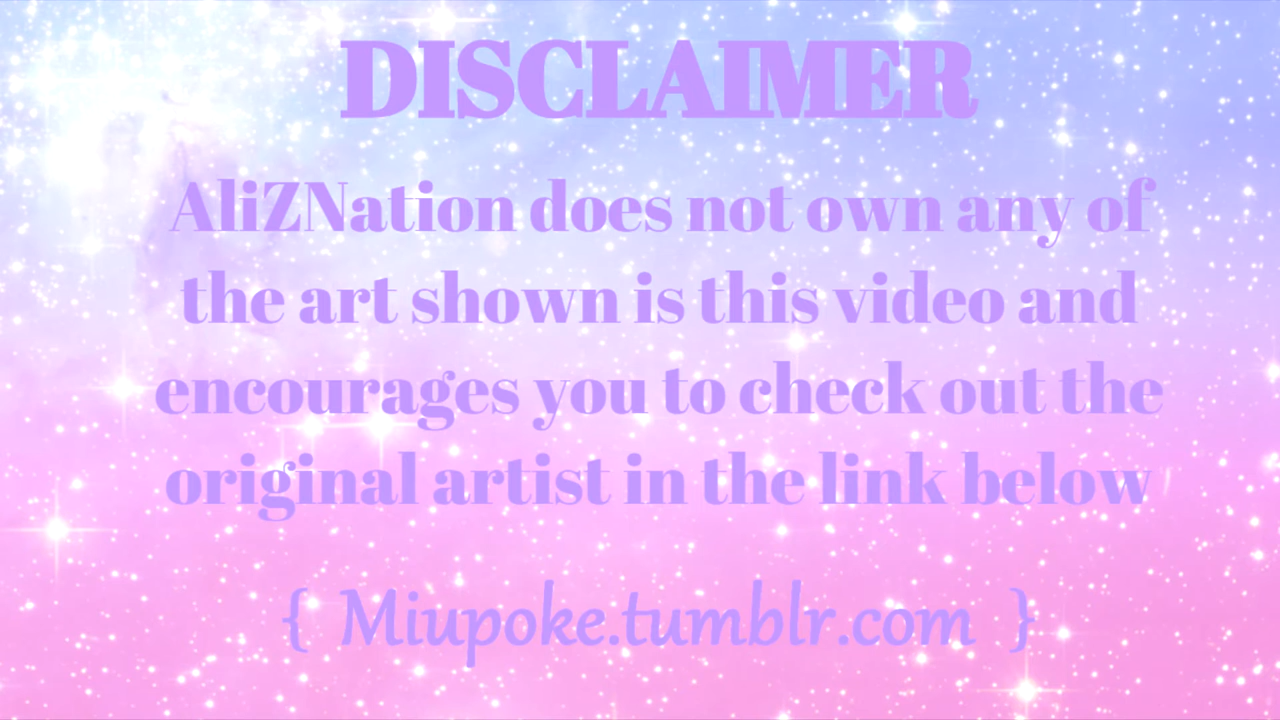 DISCLAIMER
AliZNation does not own any of
the art shown is this video and
encourages you to check out the
original artist in the link below
{ Miupoke.tumblr.com }